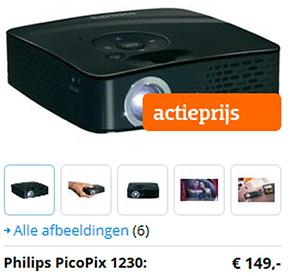 actieprijs
Alle afbeeldingen (6)
Philips PicoPix 1230: € 149,-